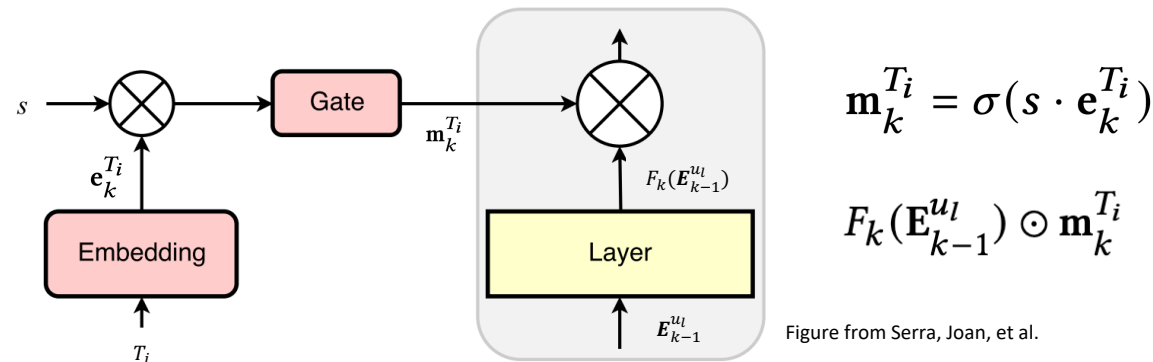 s
Gate
𝐦_k^{T_i}
𝐞_k^{T_i}
F_k(𝑬_{k-1}^{u_l})
Embedding
Layer
T_i
𝑬_{k-1}^{u_l}
𝐦_k^{T_i} = σ(s · 𝐞_k^{T_i})
F_k(𝐄_{k-1}^{u_l}) ⊙ 𝐦_k^{T_i}
Figure from Serra, Joan, et al.